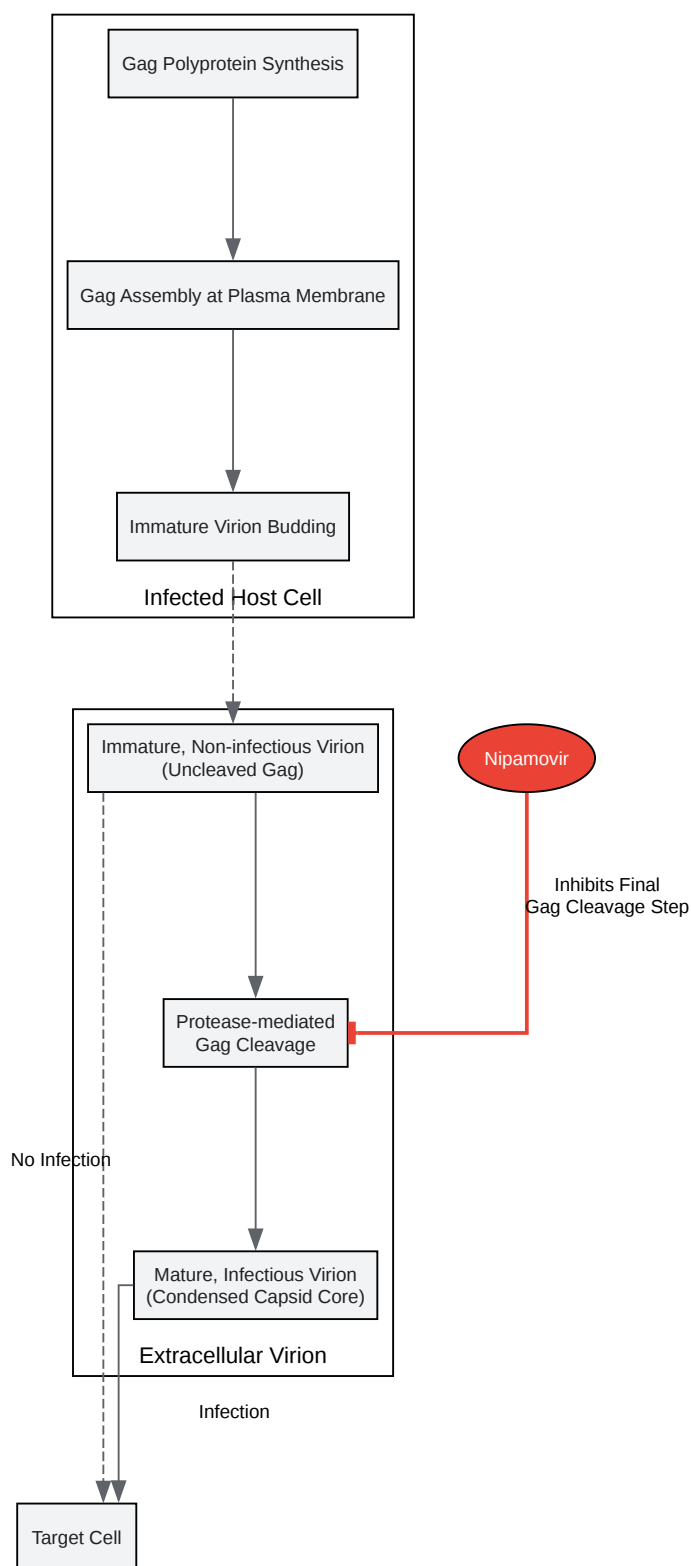 Gag Polyprotein Synthesis
Gag Assembly at Plasma Membrane
Immature Virion Budding
Infected Host Cell
Immature, Non-infectious Virion
(Uncleaved Gag)
Nipamovir
Inhibits Final
Gag Cleavage Step
Protease-mediated
Gag Cleavage
No Infection
Mature, Infectious Virion
(Condensed Capsid Core)
Extracellular Virion
Infection
Target Cell